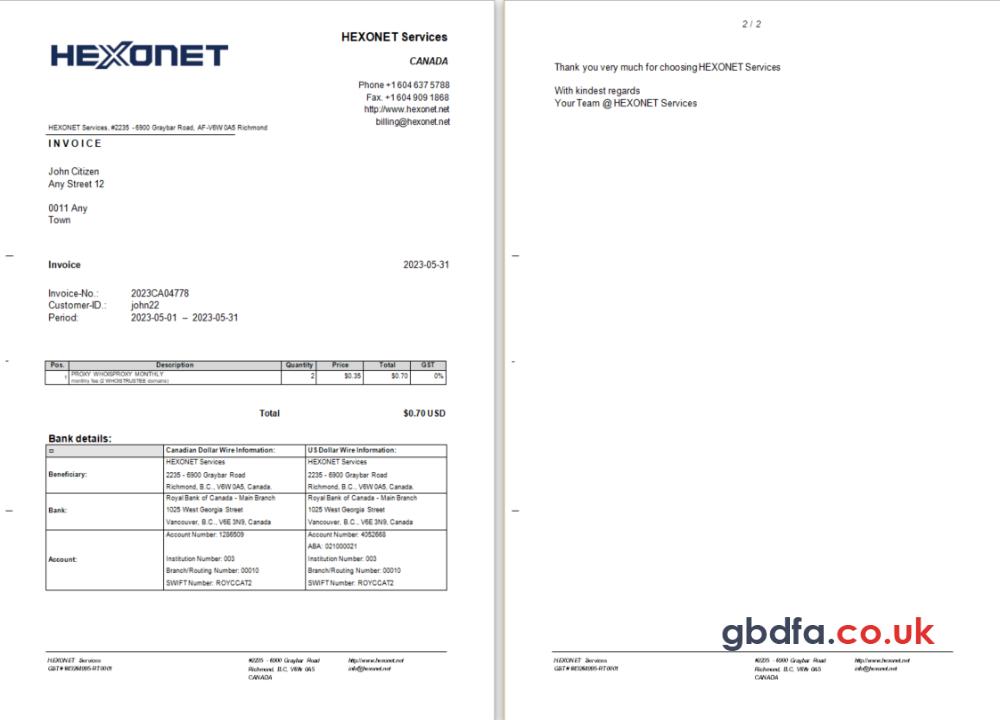 HEXONET
HEXONET Services
CANADA
Phone +1 604 637 5788
Fax. +1 604 909 1868
http://www.hexonet.net
billing@hexonet.net
HEXONET Services, #2235 - 6900 Graybar Road, AF-V6W 0A5 Richmond
INVOICE
John Citizen
Any Street 12
0011 Any
Town
Invoice 2023-05-31
Invoice-No.: 2023CA04778
Customer-ID.: john22
Period: 2023-05-01 – 2023-05-31
Pos. Description Quantity Price Total GST
1 PROXY WHOISPROXY MONTHLY 2 $0.35 $0.70 0%
monthly fee (2 WHOISTRUSTEE domains)
Total $0.70 USD
Bank details:
Canadian Dollar Wire Information: US Dollar Wire Information:
Beneficiary:
HEXONET Services HEXONET Services
2235 - 6900 Graybar Road 2235 - 6900 Graybar Road
Richmond, B.C., V6W 0A5, Canada. Richmond, B.C., V6W 0A5, Canada.
Bank:
Royal Bank of Canada - Main Branch Royal Bank of Canada - Main Branch
1025 West Georgia Street 1025 West Georgia Street
Vancouver, B.C., V6E 3N9, Canada Vancouver, B.C., V6E 3N9, Canada
Account:
Account Number: 1286509 Account Number: 4052668
ABA: 021000021
Institution Number: 003 Institution Number: 003
Branch/Routing Number: 00010 Branch/Routing Number: 00010
SWIFT Number: ROYCCAT2 SWIFT Number: ROYCCAT2
HEXONET Services #2235 - 6900 Graybar Road http://www.hexonet.net
GST# Richmond, B.C, V6W 0A5 info@hexonet.net
CANADA
2 / 2
Thank you very much for choosing HEXONET Services
With kindest regards
Your Team @ HEXONET Services
gbdfa.co.uk
HEXONET Services #2235 - 6900 Graybar Road http://www.hexonet.net
GST# Richmond, B.C, V6W 0A5 info@hexonet.net
CANADA